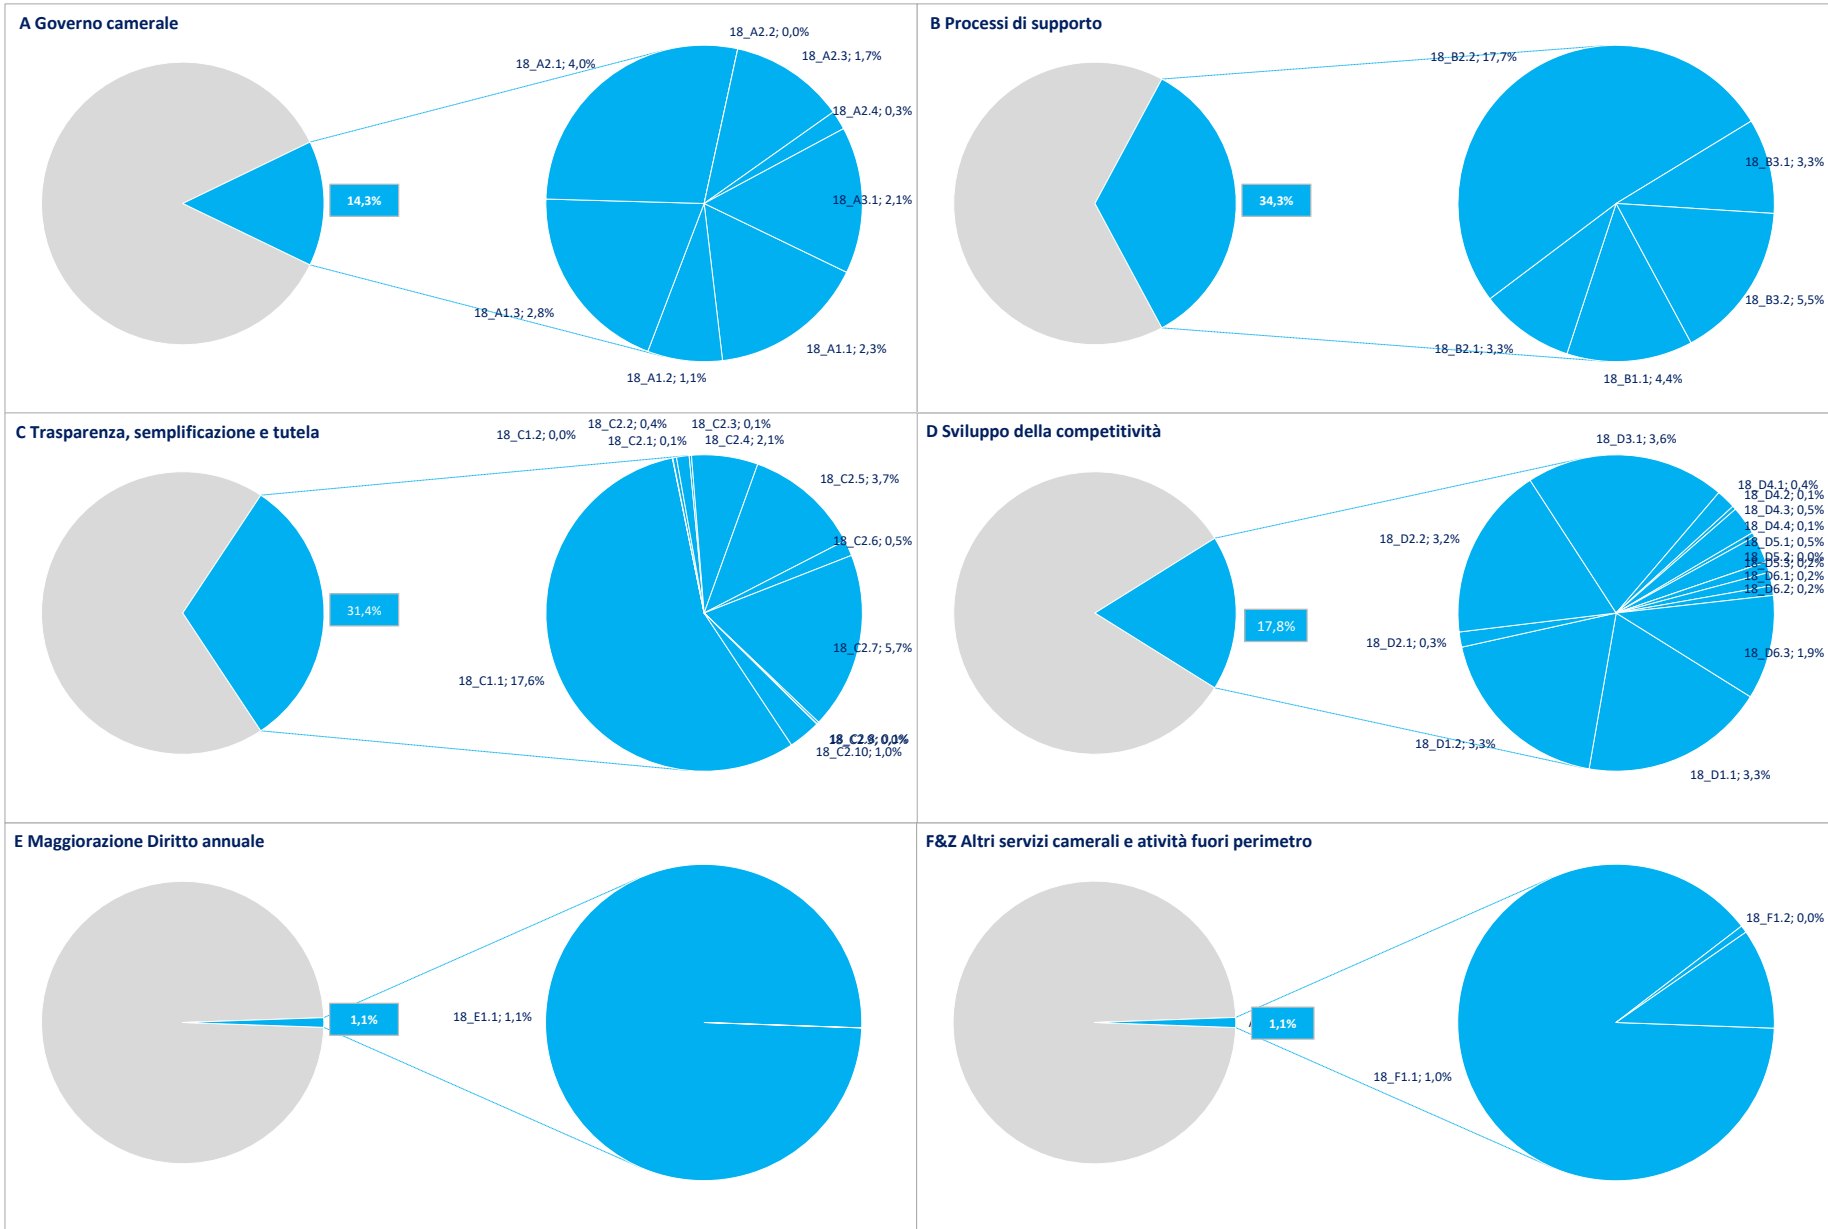 A Governo camerale
18_A2.2; 0,0%
18_A2.1; 4,0%
18_A2.3; 1,7%
18_A2.4; 0,3%
14,3%
18_A3.1; 2,1%
18_A1.3; 2,8%
18_A1.1; 2,3%
18_A1.2; 1,1%
B Processi di supporto
18_B2.2; 17,7%
18_B3.1; 3,3%
34,3%
18_B3.2; 5,5%
18_B2.1; 3,3%
18_B1.1; 4,4%
C Trasparenza, semplificazione e tutela
18_C1.2; 0,0%
18_C2.2; 0,4%
18_C2.3; 0,1%
18_C2.1; 0,1%
18_C2.4; 2,1%
18_C2.5; 3,7%
18_C2.6; 0,5%
31,4%
18_C2.7; 5,7%
18_C1.1; 17,6%
18_C2.10; 1,0%
D Sviluppo della competitività
18_D3.1; 3,6%
18_D4.1; 0,4%
18_D4.2; 0,1%
18_D4.3; 0,5%
18_D4.4; 0,1%
18_D2.2; 3,2%
18_D5.1; 0,5%
18_D5.2; 0,0%
18_D5.3; 0,2%
18_D6.1; 0,2%
18_D6.2; 0,2%
17,8%
18_D2.1; 0,3%
18_D6.3; 1,9%
18_D1.2; 3,3%
18_D1.1; 3,3%
E Maggiorazione Diritto annuale
18_E1.1; 1,1%
1,1%
F&Z Altri servizi camerali e atività fuori perimetro
18_F1.2; 0,0%
1,1%
18_F1.1; 1,0%